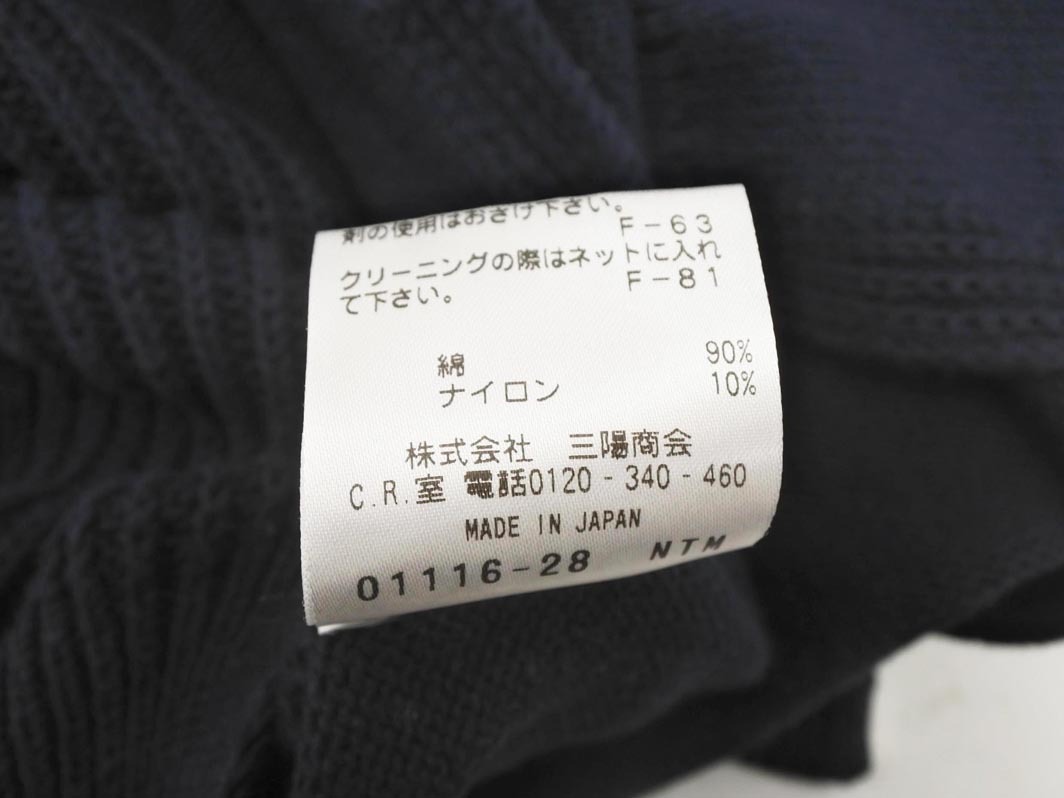 剤の使用はおさけ下さい。
F-63
クリーニングの際はネットに入れ
て下さい。 F-81
綿 90%
ナイロン 10%
株式会社 三陽商会
C.R.室 電話0120-340-460
MADE IN JAPAN
01116-28 NTM